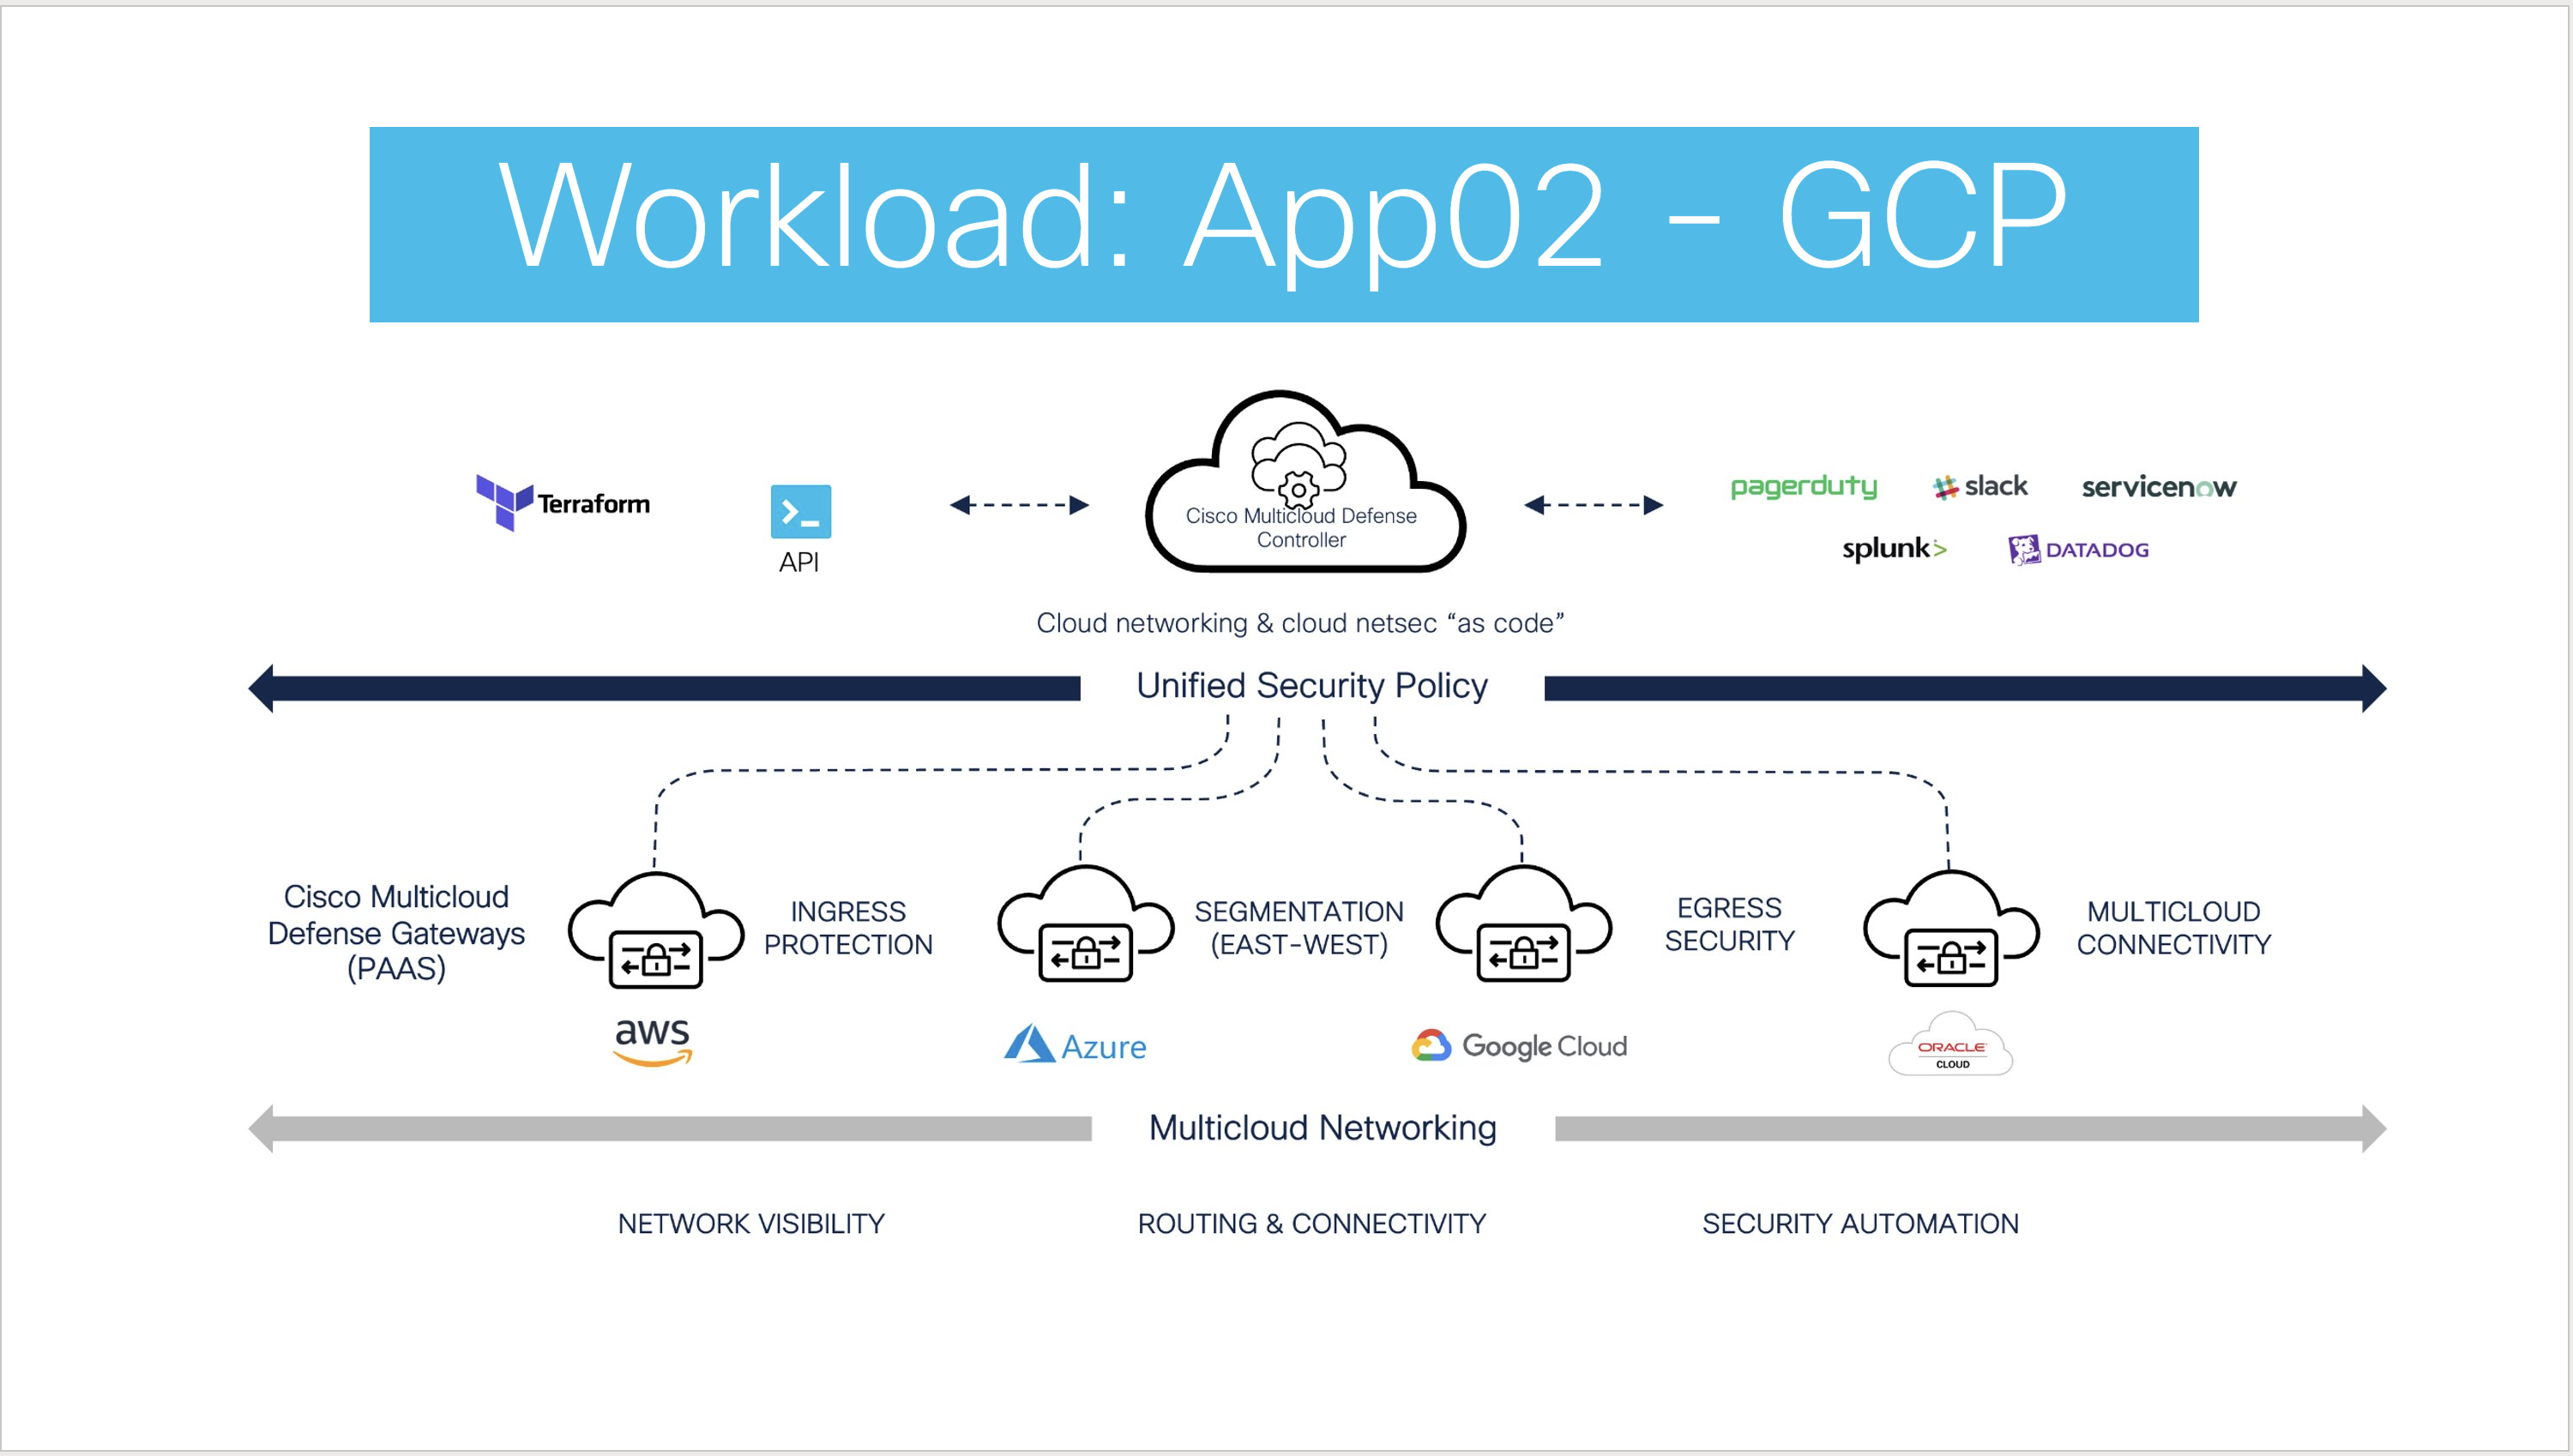 Workload: App02 - GCP
Terraform
API
Cisco Multicloud Defense
Controller
pagerduty
slack
servicenow
splunk>
DATADOG
Cloud networking & cloud netsec “as code”
Unified Security Policy
Cisco Multicloud
Defense Gateways
(PAAS)
INGRESS
PROTECTION
SEGMENTATION
(EAST-WEST)
EGRESS
SECURITY
MULTICLOUD
CONNECTIVITY
aws
Azure
Google Cloud
ORACLE
CLOUD
Multicloud Networking
NETWORK VISIBILITY
ROUTING & CONNECTIVITY
SECURITY AUTOMATION